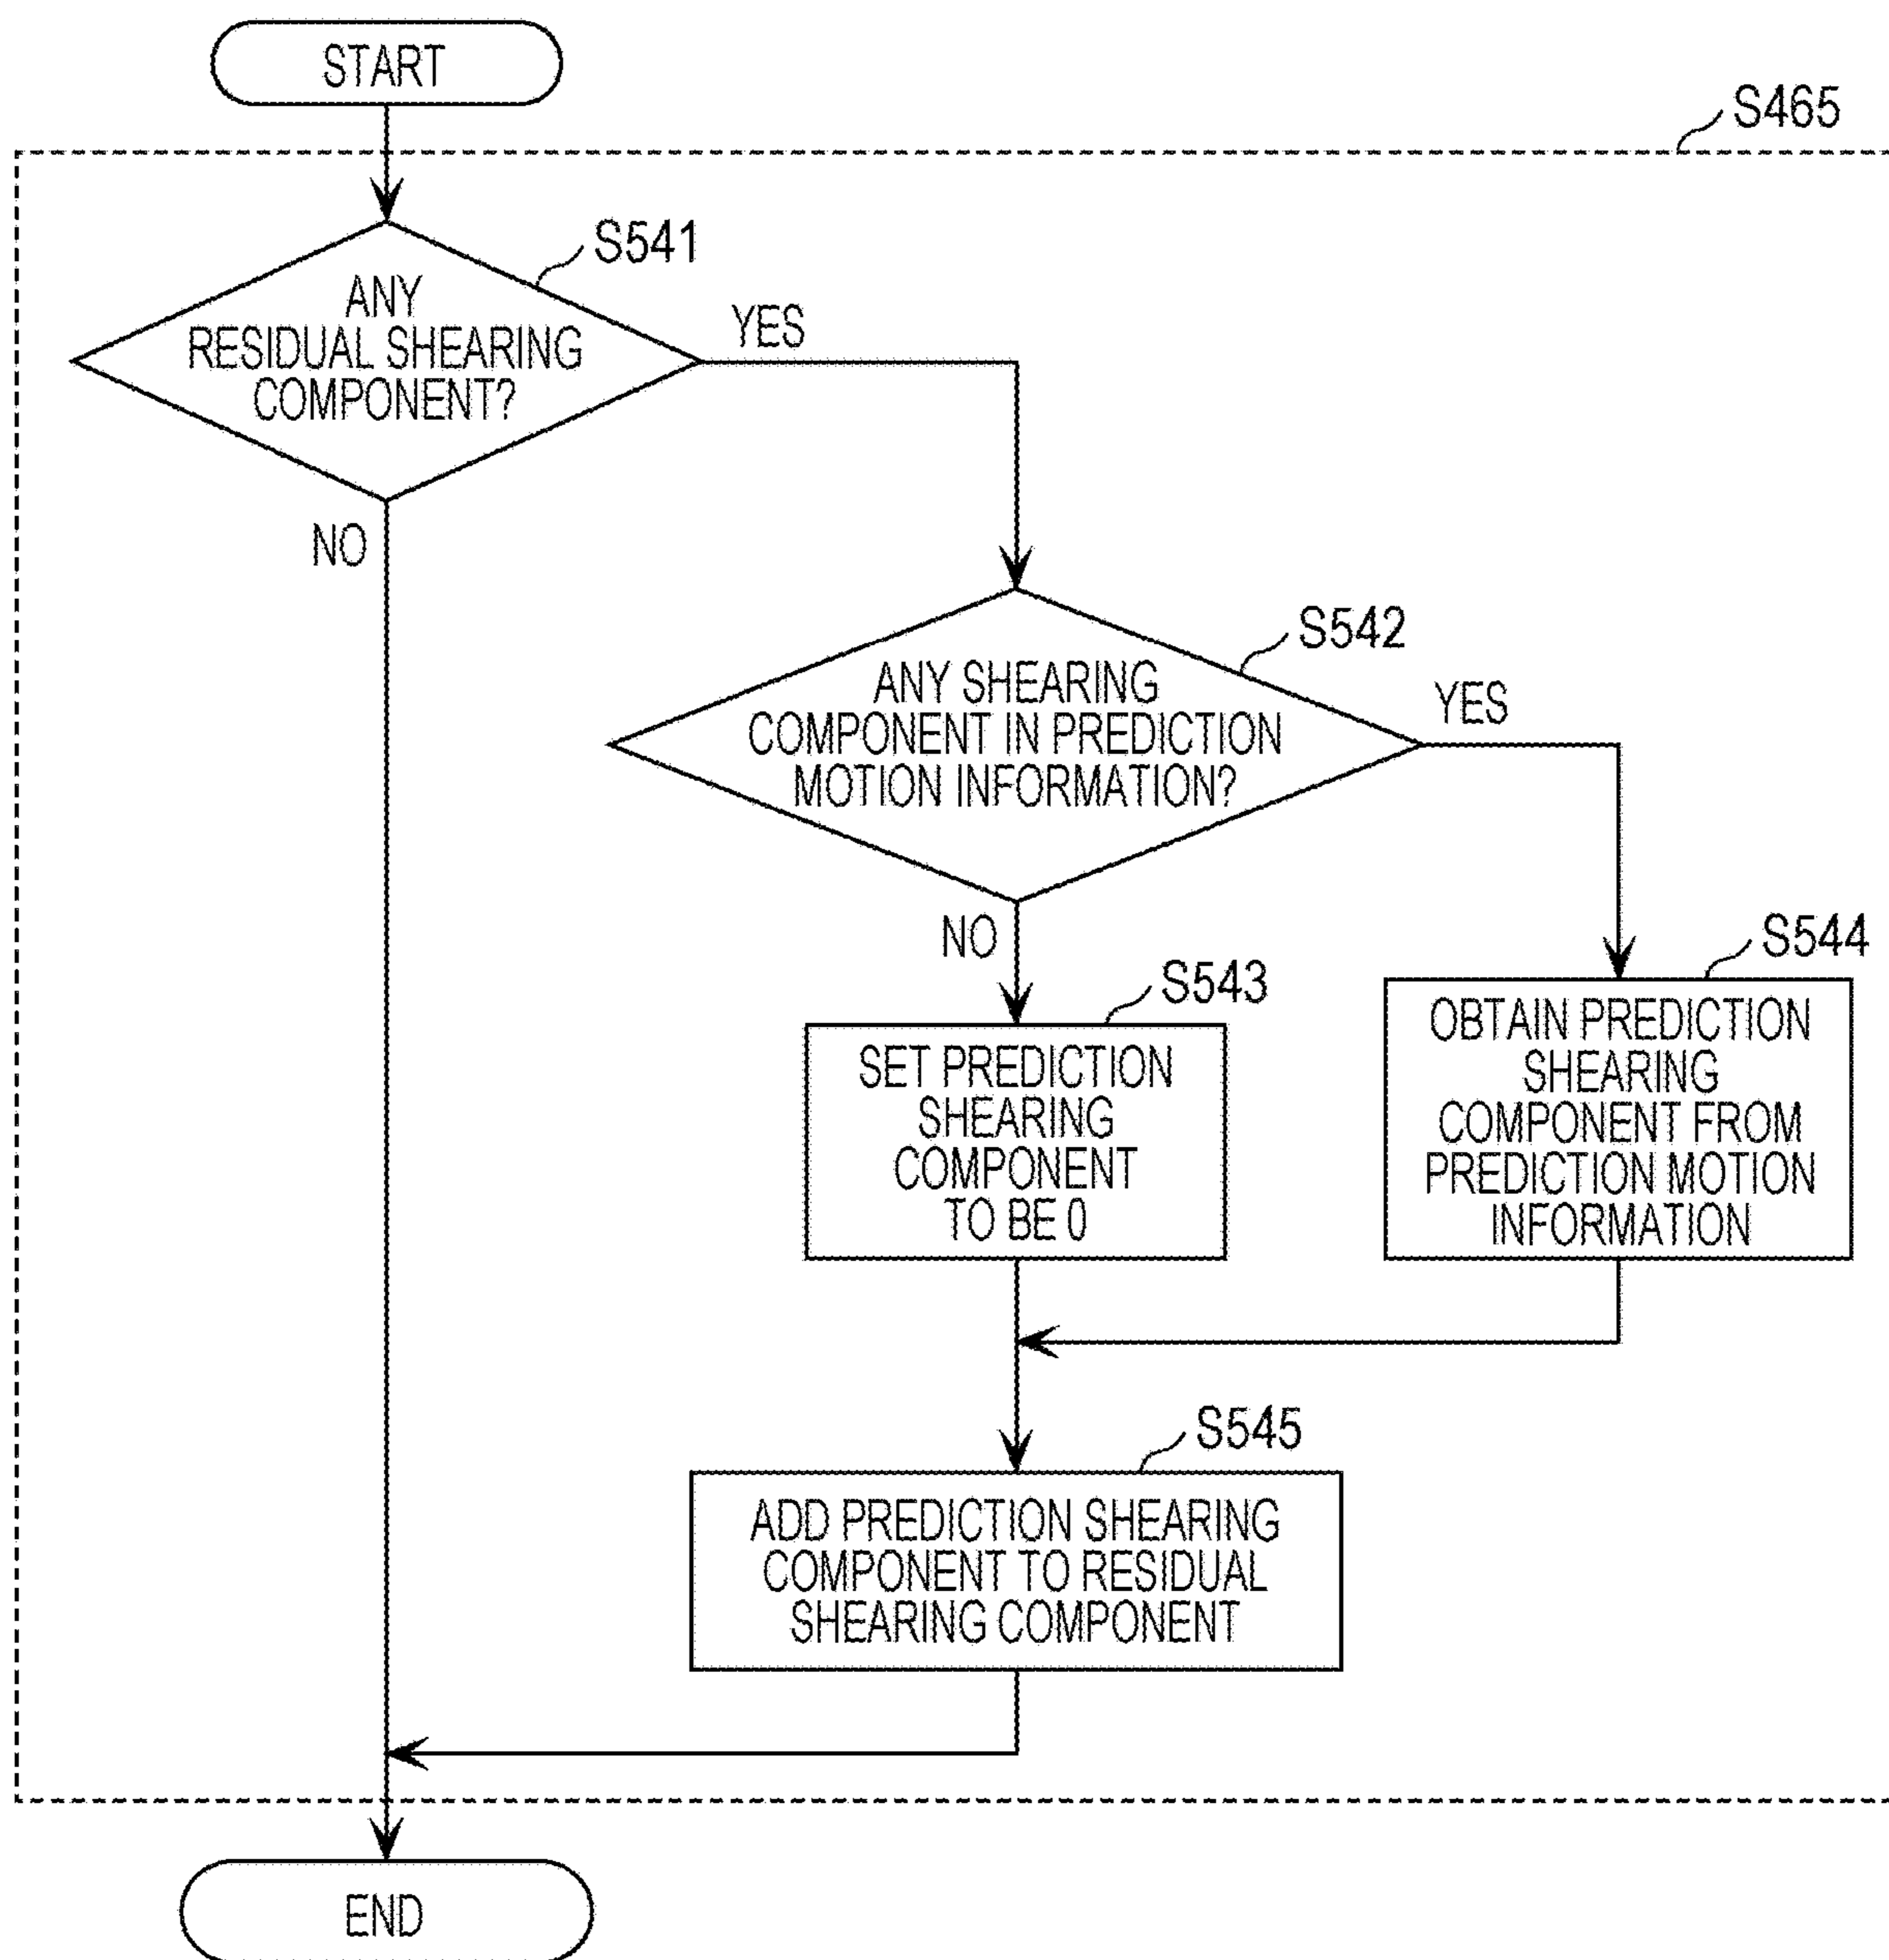 START
S465
S541
ANY
RESIDUAL SHEARING
COMPONENT?
YES
NO
S542
ANY SHEARING
COMPONENT IN PREDICTION
MOTION INFORMATION?
YES
NO
S543
SET PREDICTION
SHEARING
COMPONENT
TO BE 0
S544
OBTAIN PREDICTION
SHEARING
COMPONENT FROM
PREDICTION MOTION
INFORMATION
S545
ADD PREDICTION SHEARING
COMPONENT TO RESIDUAL
SHEARING COMPONENT
END